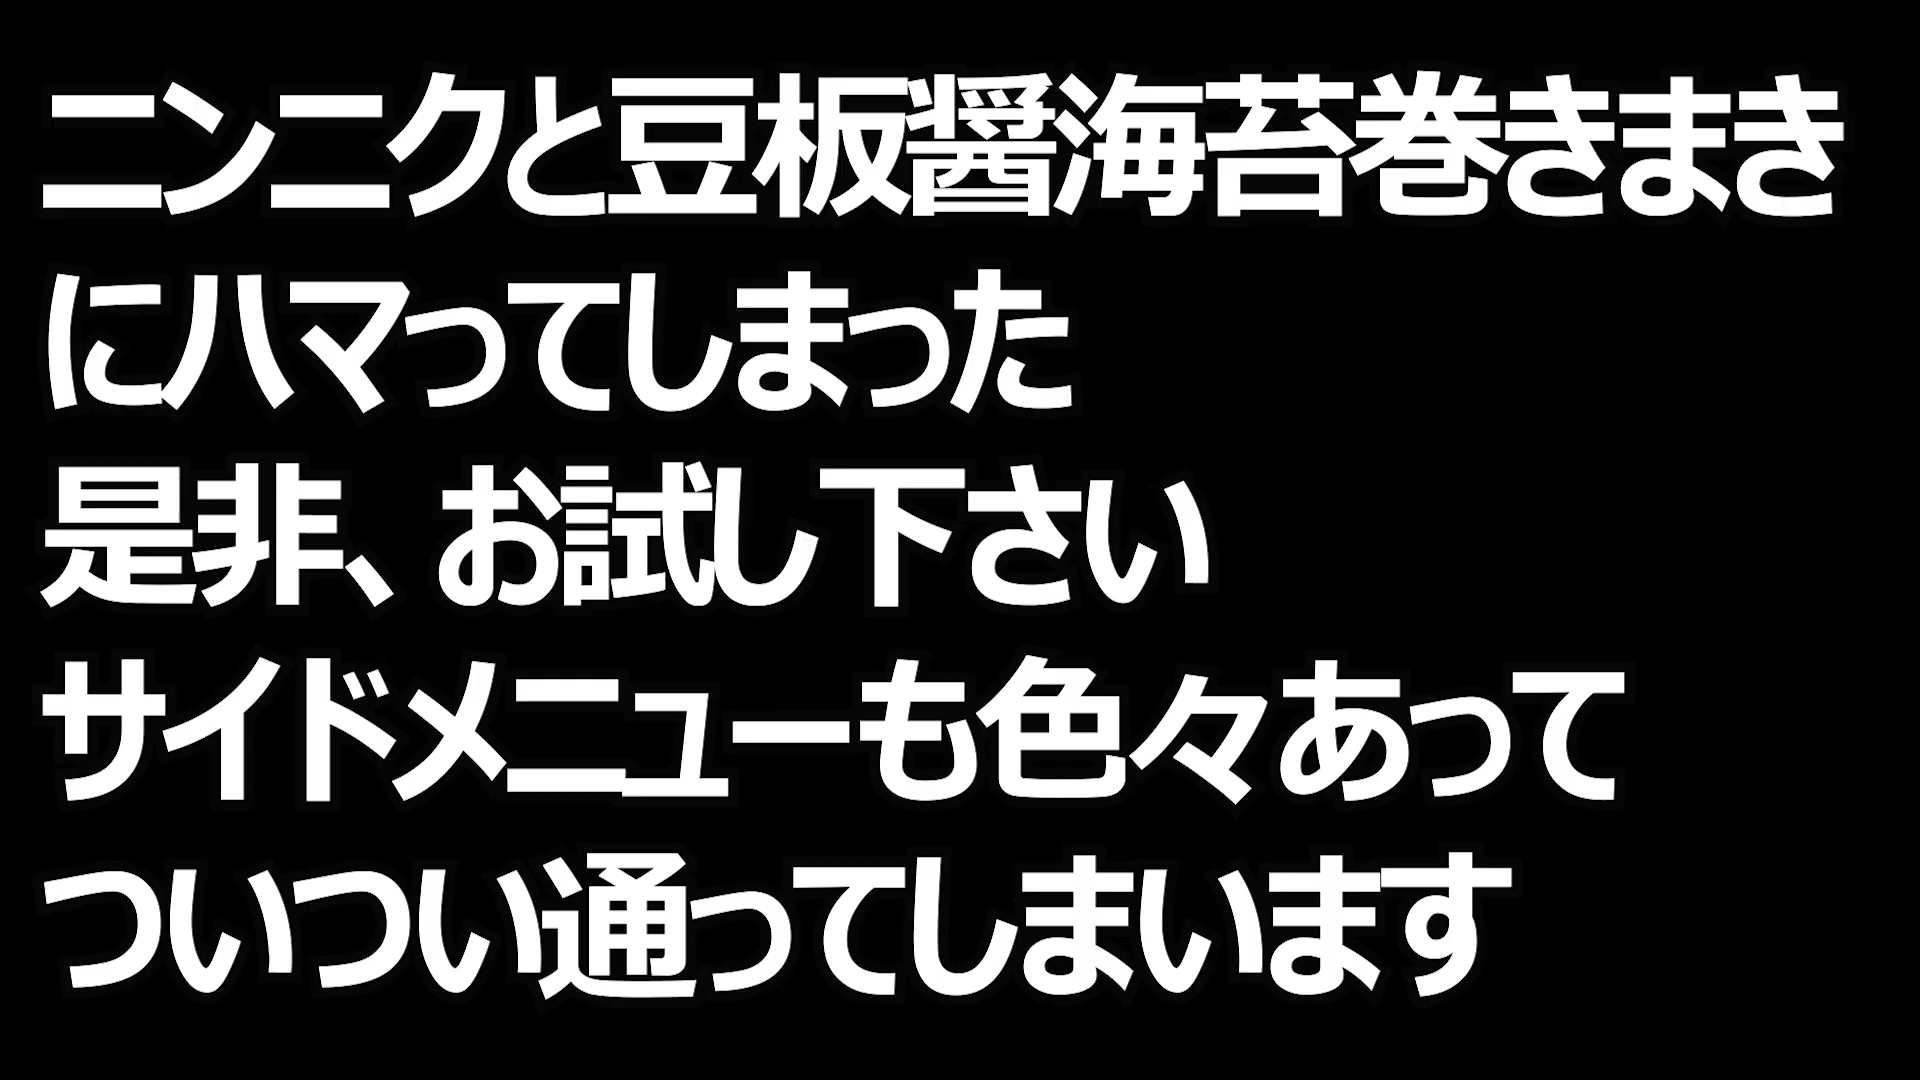 ニンニクと豆板醤海苔巻きまき
にハマってしまった
是非、お試し下さい
サイドメニューも色々あって
ついつい通ってしまいます